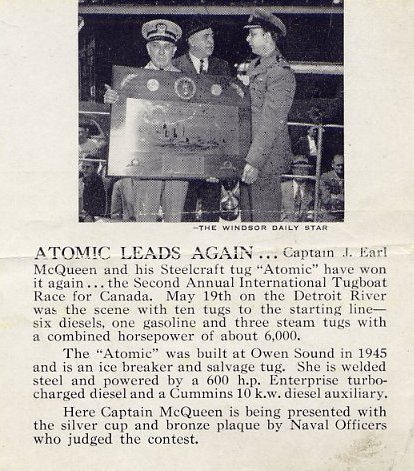 —THE WINDSOR DAILY STAR
ATOMIC LEADS AGAIN... Captain J. Earl
McQueen and his Steelcraft tug "Atomic" have won
it again... the Second Annual International Tugboat
Race for Canada. May 19th on the Detroit River
was the scene with ten tugs to the starting line—
six diesels, one gasoline and three steam tugs with
a combined horsepower of about 6,000.
The "Atomic" was built at Owen Sound in 1945
and is an ice breaker and salvage tug. She is welded
steel and powered by a 600 h.p. Enterprise turbo-
charged diesel and a Cummins 10 k.w. diesel auxiliary.
Here Captain McQueen is being presented with
the silver cup and bronze plaque by Naval Officers
who judged the contest.